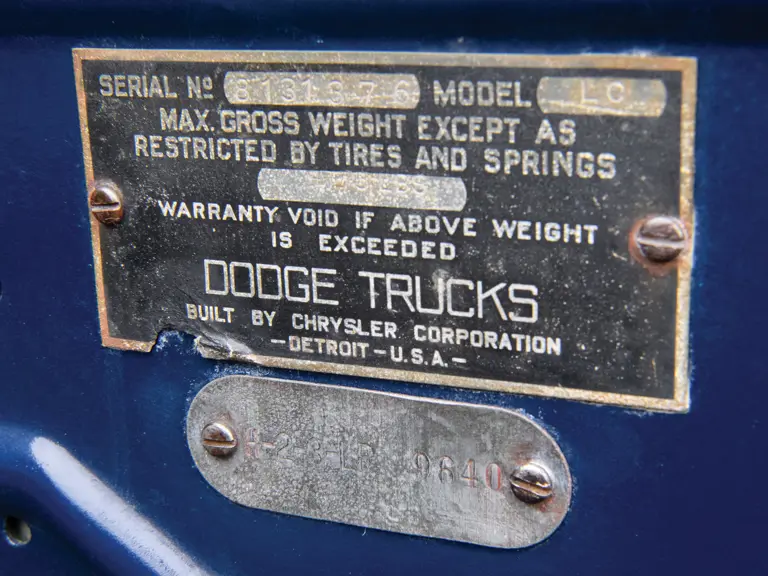 SERIAL Nº 8131376 MODEL LC
MAX. GROSS WEIGHT EXCEPT AS
RESTRICTED BY TIRES AND SPRINGS
WARRANTY VOID IF ABOVE WEIGHT
IS EXCEEDED
DODGE TRUCKS
BUILT BY CHRYSLER CORPORATION
-DETROIT-U.S.A.-
9840